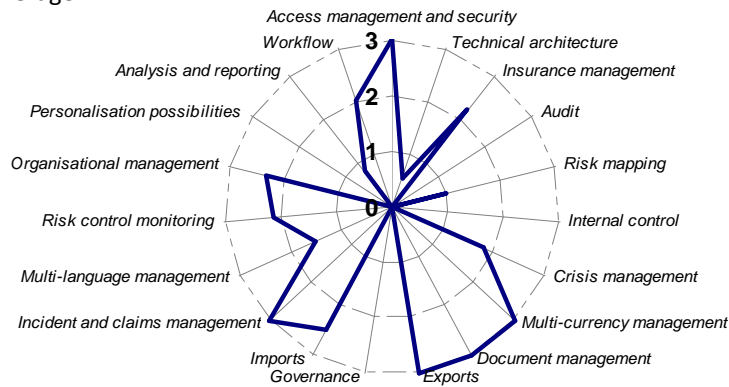 Access management and security
Workflow
3
Technical architecture
Analysis and reporting
Insurance management
2
Personalisation possibilities
Audit
1
Organisational management
Risk mapping
0
Risk control monitoring
Internal control
Multi-language management
Crisis management
Incident and claims management
Multi-currency management
Imports
Document management
Governance
Exports